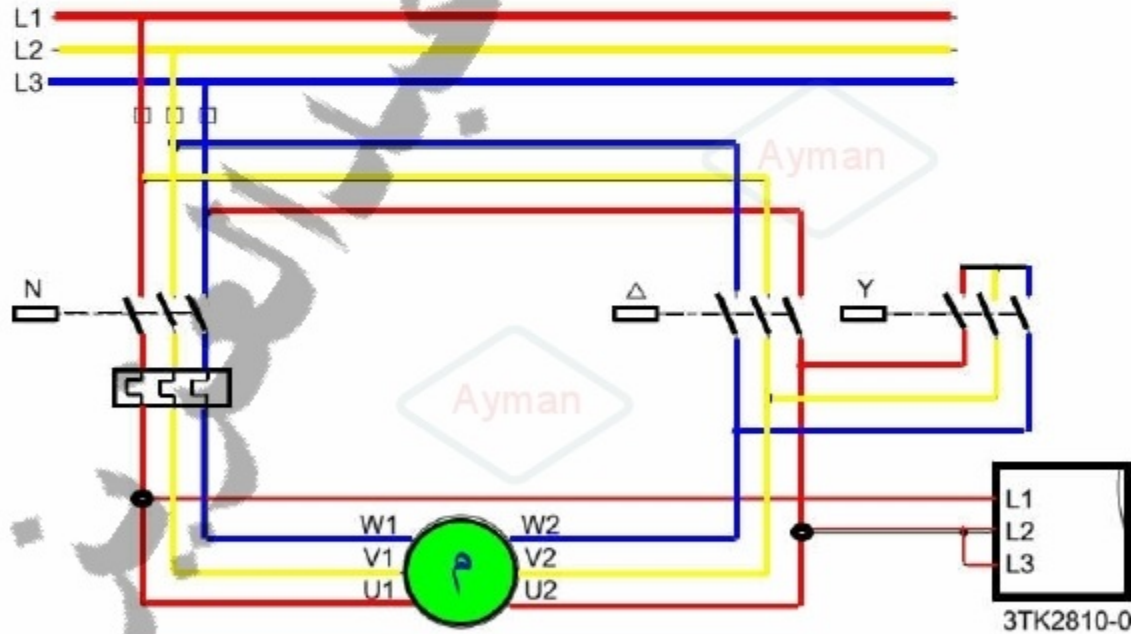 L1
L2
L3
Ayman
N
△
Y
Ayman
L1
W1 W2
L2
V1 V2
م
L3
U1 U2
3TK2810-0